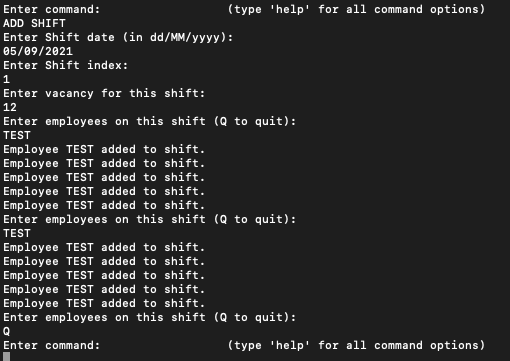 Enter command:                  (type 'help' for all command options)
ADD SHIFT
Enter Shift date (in dd/MM/yyyy):
05/09/2021
Enter Shift index:
1
Enter vacancy for this shift:
12
Enter employees on this shift (Q to quit):
TEST
Employee TEST added to shift.
Employee TEST added to shift.
Employee TEST added to shift.
Employee TEST added to shift.
Employee TEST added to shift.
Enter employees on this shift (Q to quit):
TEST
Employee TEST added to shift.
Employee TEST added to shift.
Employee TEST added to shift.
Employee TEST added to shift.
Employee TEST added to shift.
Enter employees on this shift (Q to quit):
Q
Enter command:                  (type 'help' for all command options)